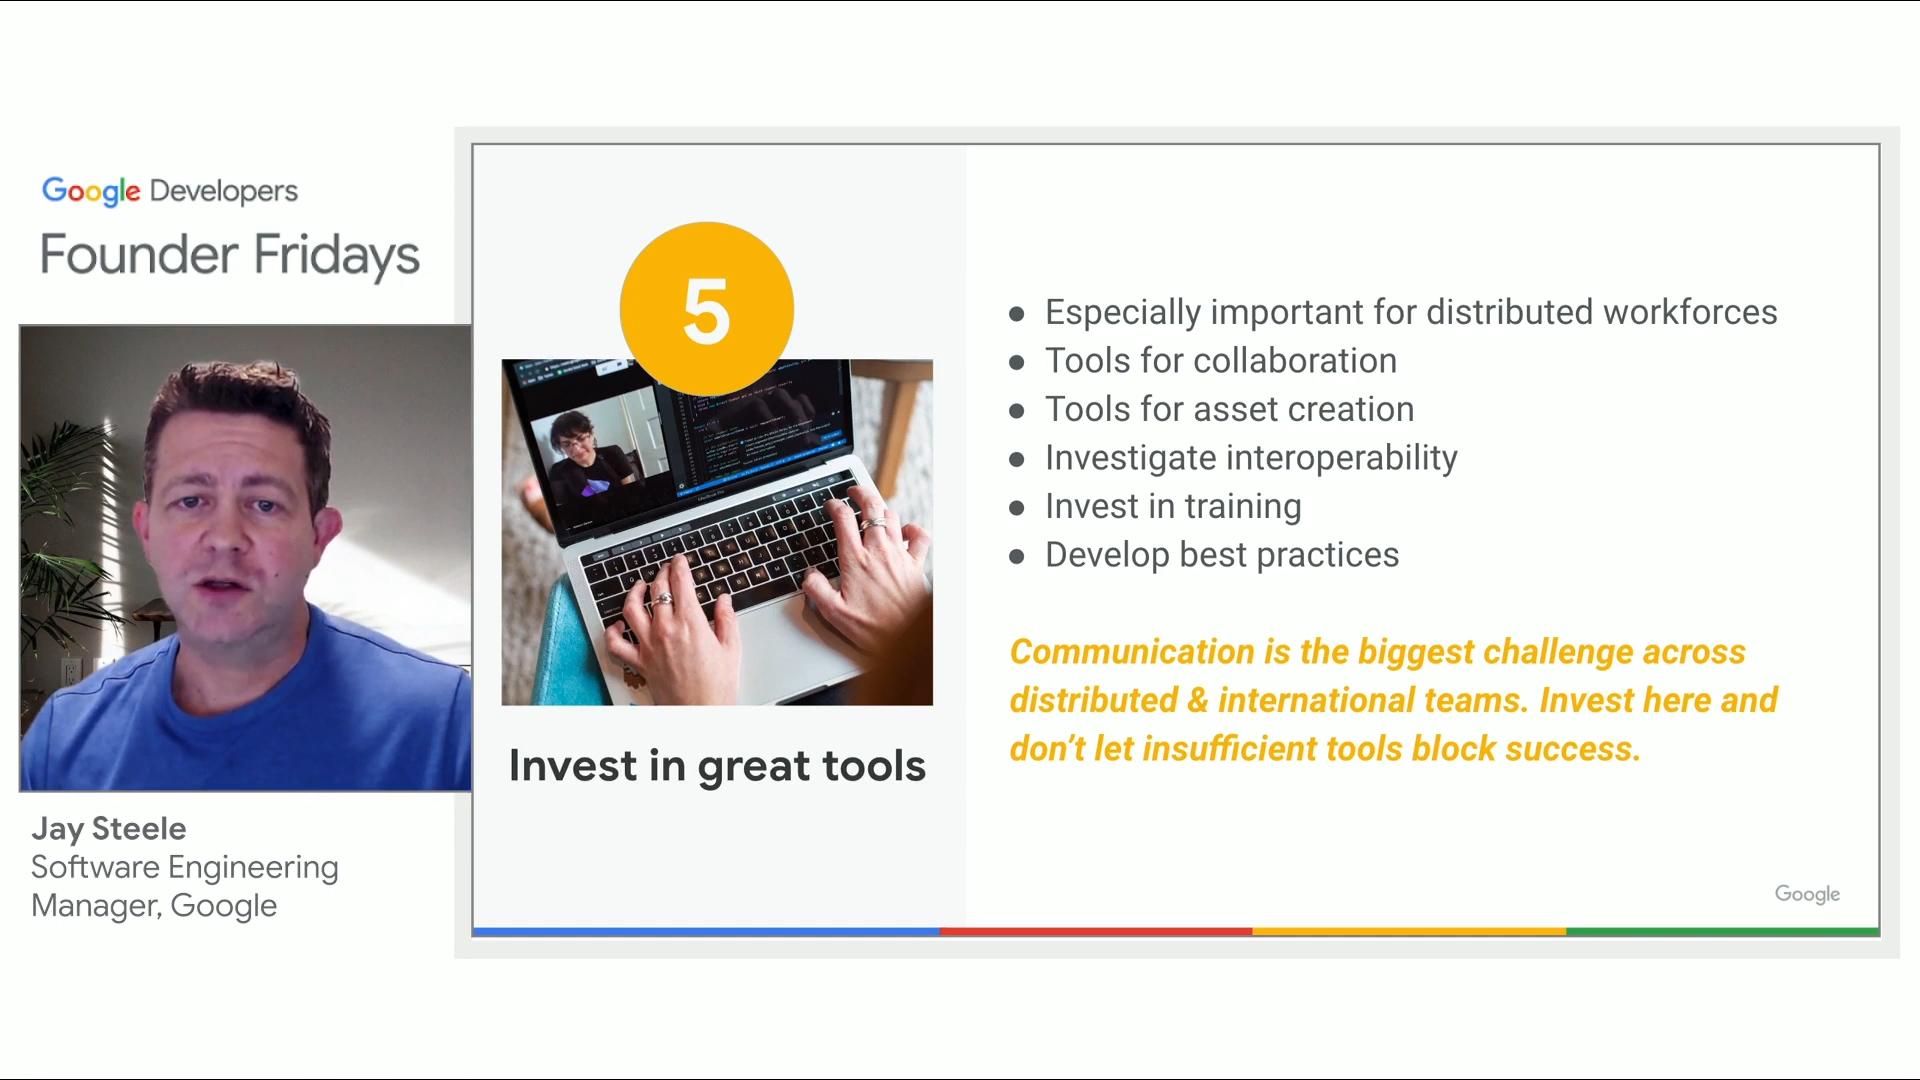 Google Developers
Founder Fridays
Jay Steele
Software Engineering
Manager, Google
5
Invest in great tools
● Especially important for distributed workforces
● Tools for collaboration
● Tools for asset creation
● Investigate interoperability
● Invest in training
● Develop best practices
Communication is the biggest challenge across
distributed & international teams. Invest here and
don’t let insufficient tools block success.
Google